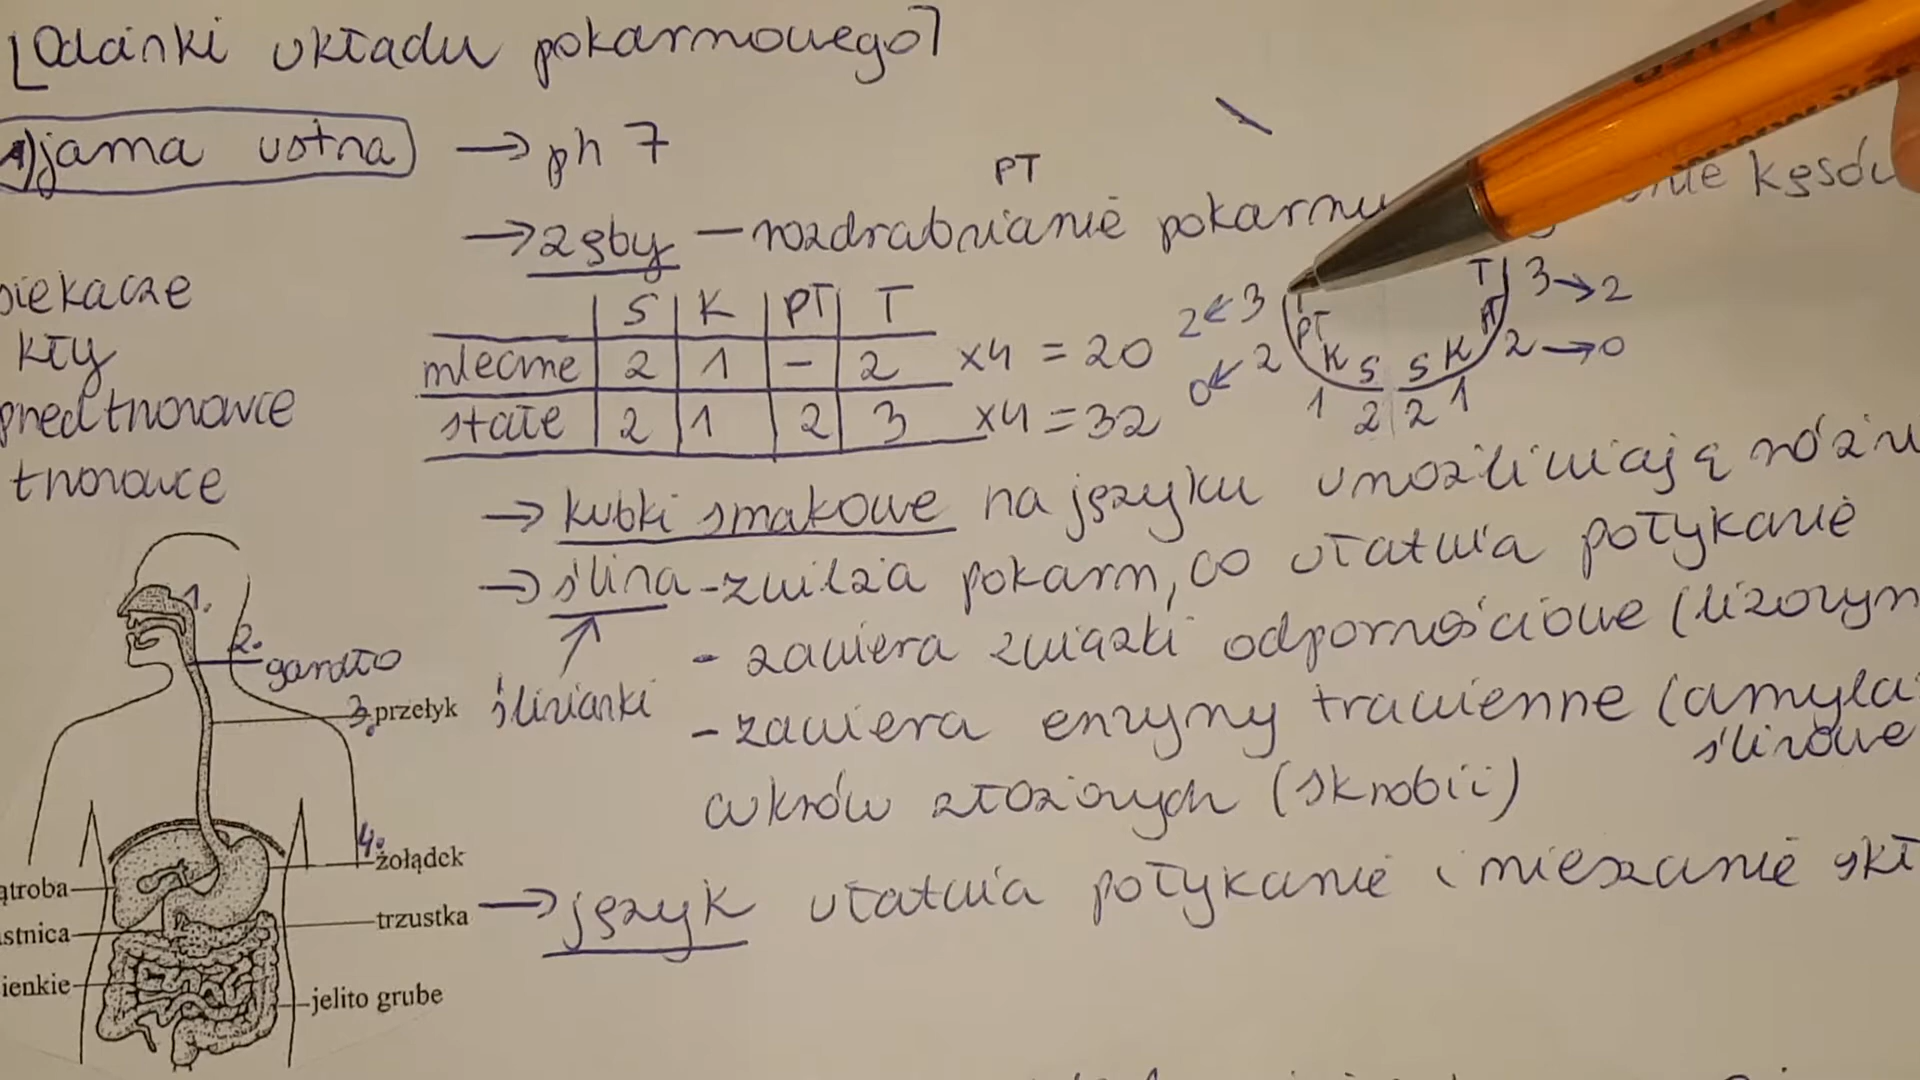 [Odcinki układu pokarmowego]
1) jama ustna → ph 7
PT
→ zęby – rozdrabnianie pokarmu kęsów
siekacze
kły
przedtrzonowce
trzonowce
S K PT T
mleczne 2 1 – 2 x4 = 20
stałe 2 1 2 3 x4 = 32
2 ← 3 T T 3 → 2
0 ← 2 PT K S S K PT 2 → 0
1 2 2 1
→ kubki smakowe na języku umożliwiają
→ ślina - zwilża pokarm, co ułatwia połykanie
- zawiera związki odpornościowe (lizozym
ślinianki
- zawiera enzymy trawienne (amyla
ślinowe
cukrów złożonych (skrobii)
→ język ułatwia połykanie i mieszanie
1.
2. gardło
3. przełyk
4. żołądek
ątroba
trzustka
stnica
ienkie
jelito grube